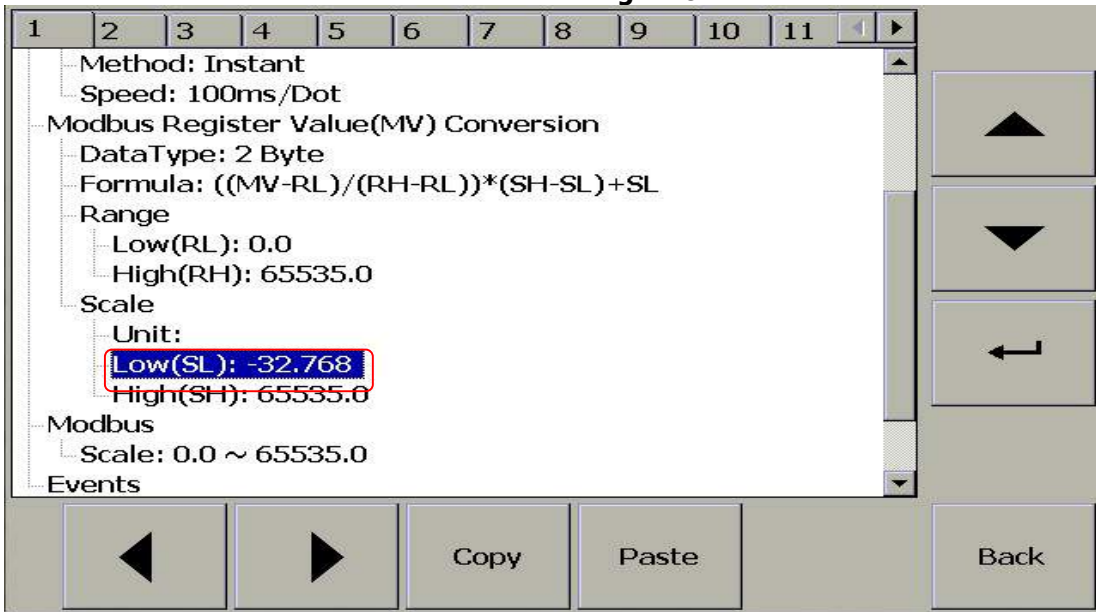 1 2 3 4 5 6 7 8 9 10 11
Method: Instant
Speed: 100ms/Dot
Modbus Register Value(MV) Conversion
DataType: 2 Byte
Formula: ((MV-RL)/(RH-RL))*(SH-SL)+SL
Range
Low(RL): 0.0
High(RH): 65535.0
Scale
Unit:
Low(SL): -32.768
High(SH): 65535.0
Modbus
Scale: 0.0 ~ 65535.0
Events
Copy Paste Back